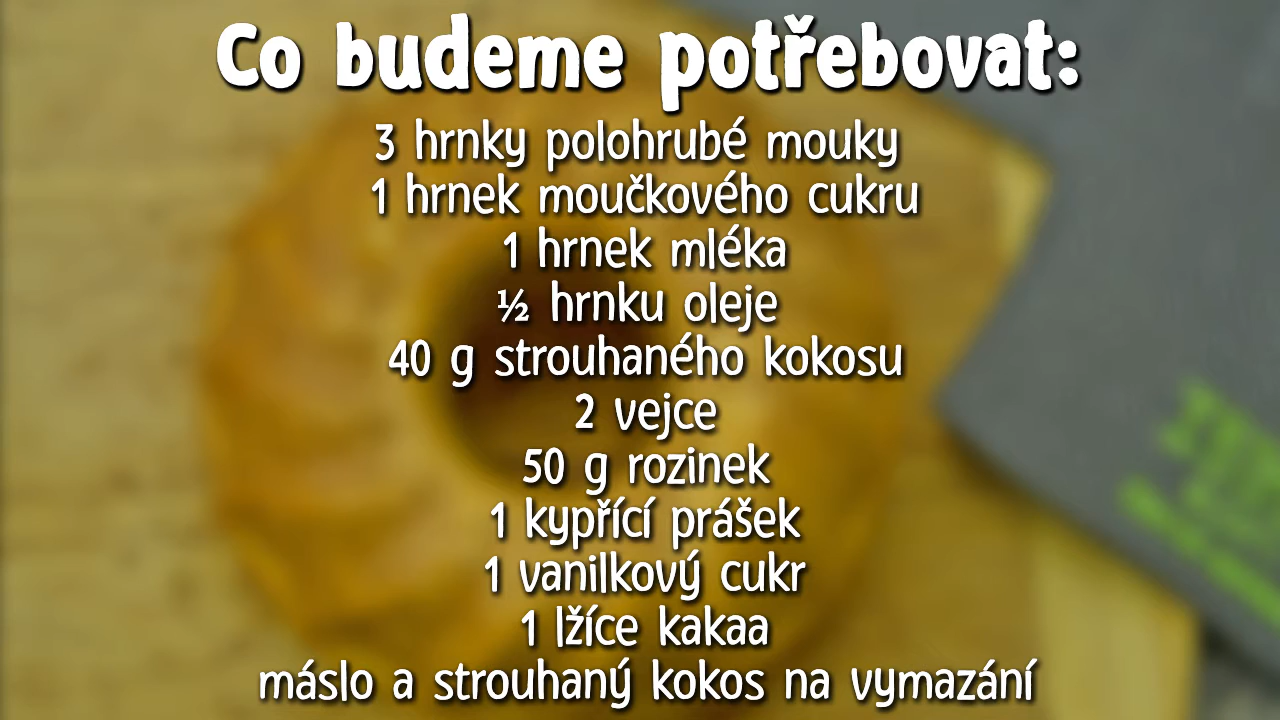 Co budeme potřebovat:
3 hrnky polohrubé mouky
1 hrnek moučkového cukru
1 hrnek mléka
½ hrnku oleje
40 g strouhaného kokosu
2 vejce
50 g rozinek
1 kypřící prášek
1 vanilkový cukr
1 lžíce kakaa
máslo a strouhaný kokos na vymazání